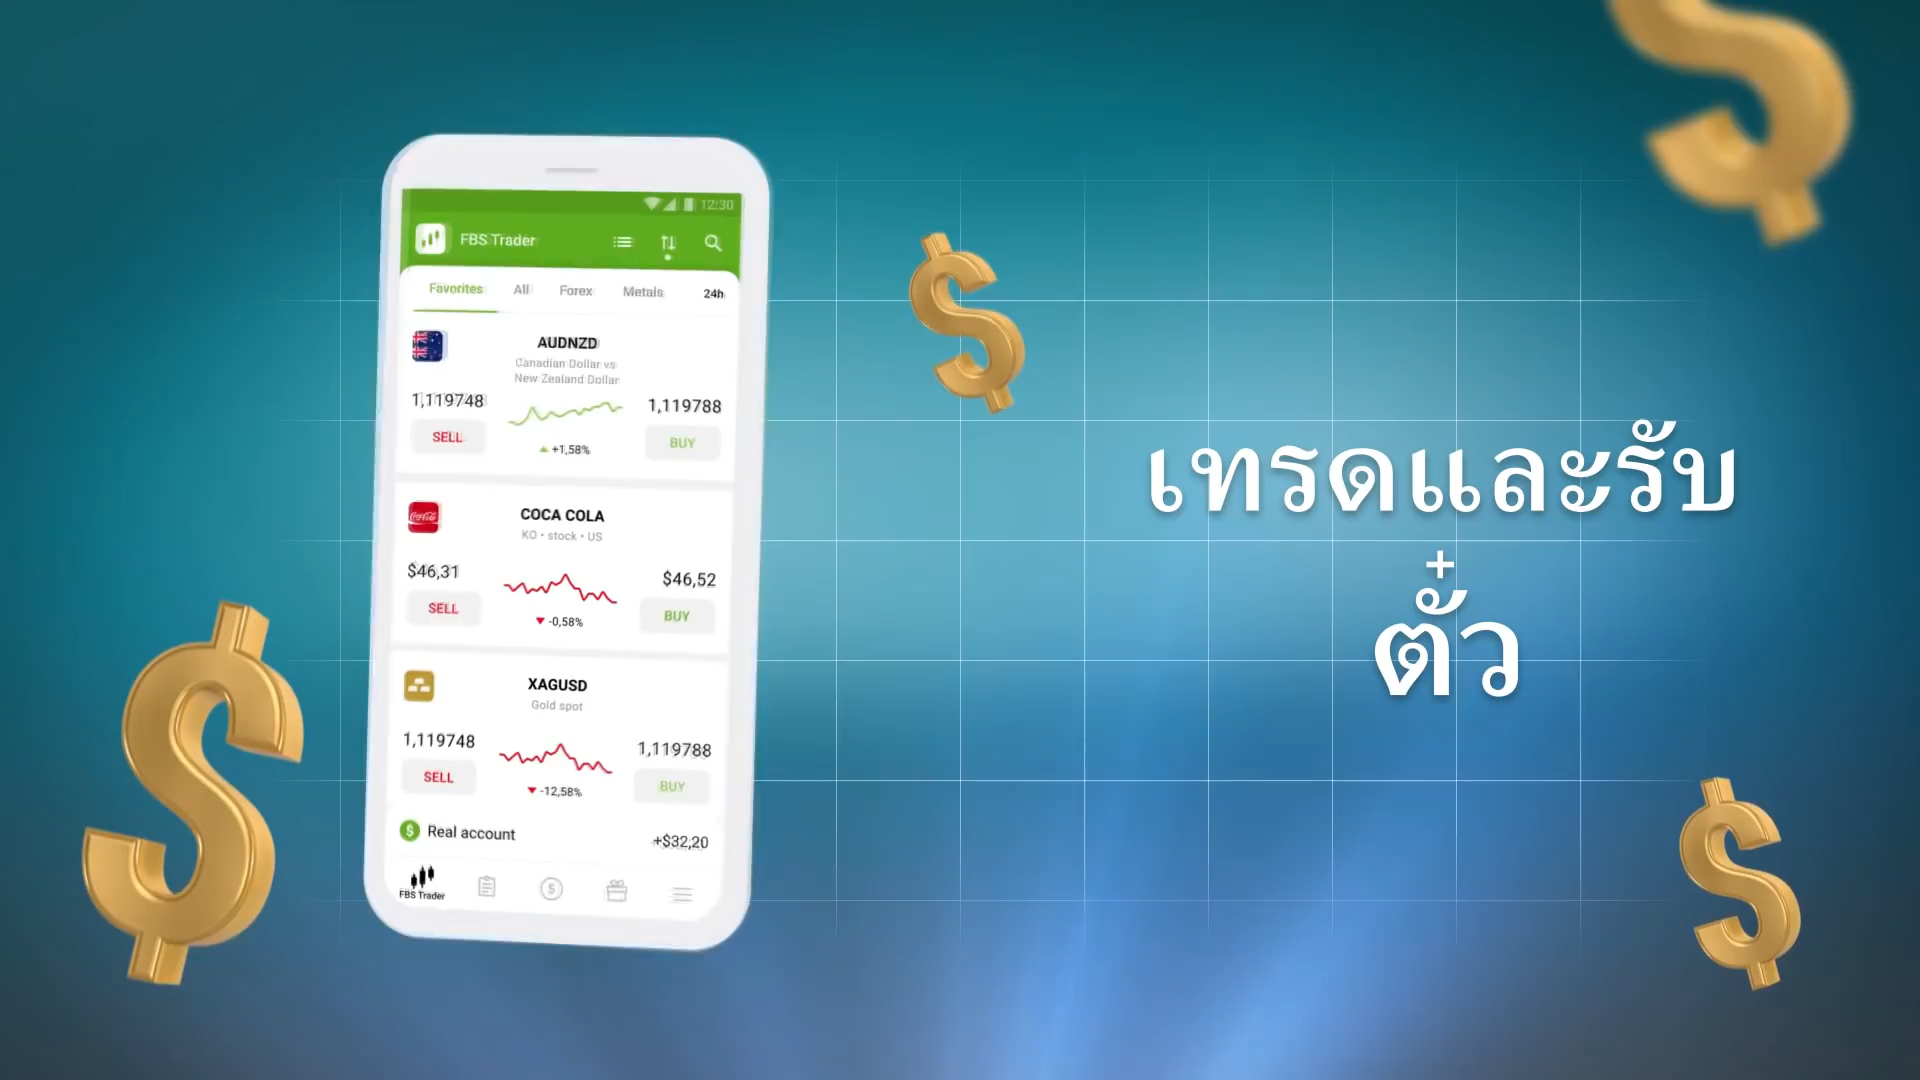 12:30
FBS Trader
Favorites All Forex Metals 24h
AUDNZD
Canadian Dollar vs
New Zealand Dollar
1,119748 1,119788
SELL BUY
+1,58%
COCA COLA
KO • stock • US
$46,31 $46,52
SELL BUY
-0,58%
XAGUSD
Gold spot
1,119748 1,119788
SELL BUY
-12,58%
Real account +$32,20
FBS Trader
เทรดและรับ
ตั๋ว